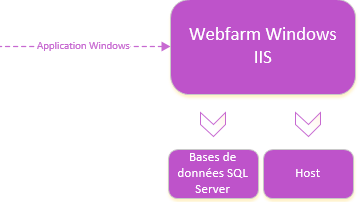 Webfarm Windows
IIS
Application Windows
Bases de
données SQL
Server
Host